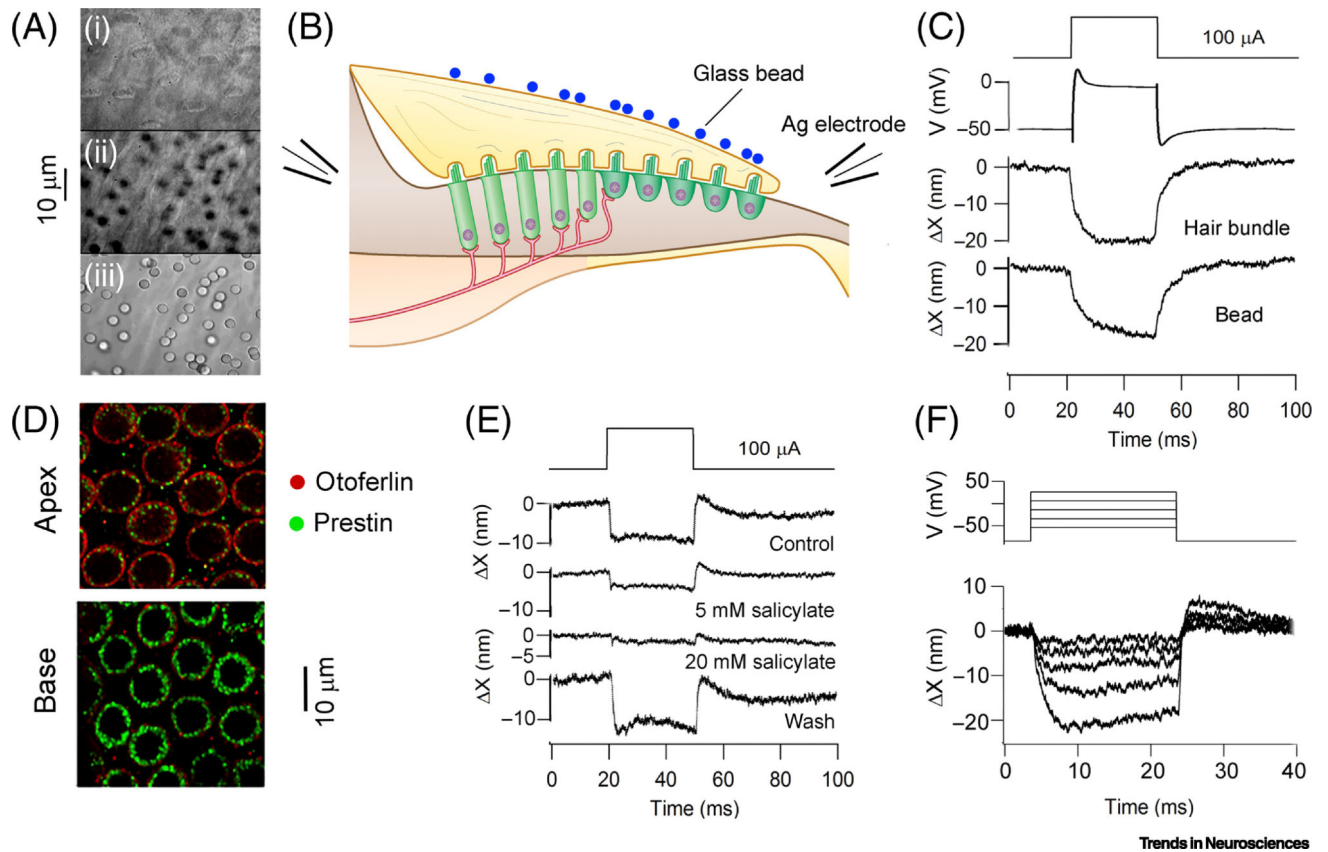 (A)
(i)
(ii)
(iii)
10 μm
(B)
Glass bead
Ag electrode
(C)
100 μA
V (mV)
0
−50
ΔX (nm)
0
−10
−20
Hair bundle
ΔX (nm)
0
−10
−20
Bead
0 20 40 60 80 100
Time (ms)
(D)
Apex
Base
Otoferlin
Prestin
10 μm
(E)
100 μA
ΔX (nm)
0
−10
Control
0
−10
5 mM salicylate
ΔX (nm)
0
−5
20 mM salicylate
0
−10
Wash
0 20 40 60 80 100
Time (ms)
(F)
V (mV)
50
−50
ΔX (nm)
10
0
−10
−20
0 10 20 30 40
Time (ms)
Trends in Neurosciences